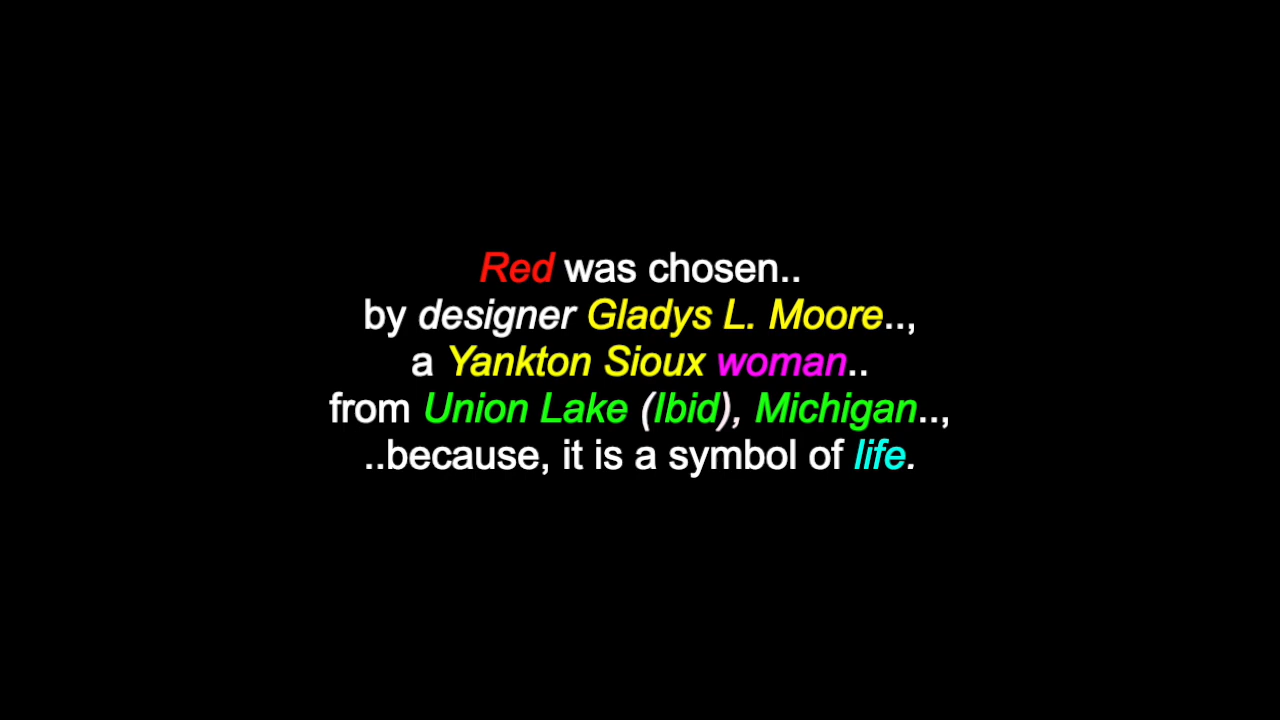 Red was chosen..
by designer Gladys L. Moore..,
a Yankton Sioux woman..
from Union Lake (Ibid), Michigan..,
..because, it is a symbol of life.